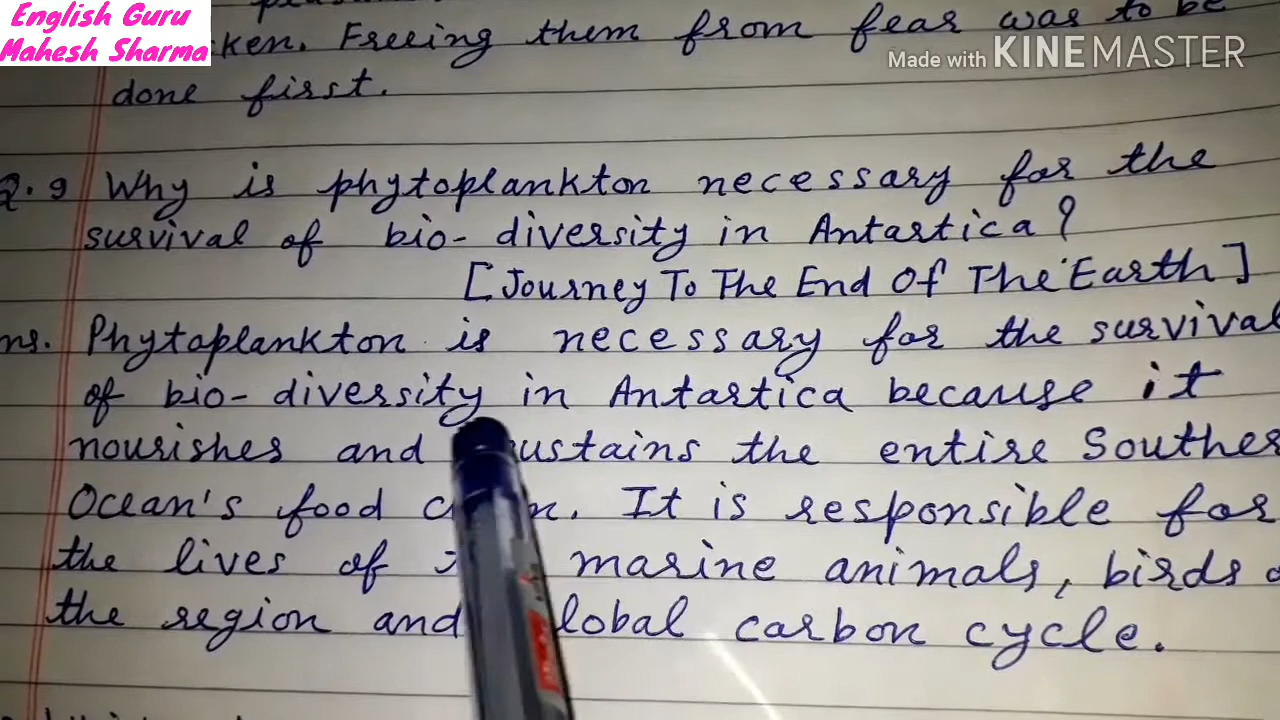 English Guru
Mahesh Sharma
ken. Freeing them from fear was to be
Made with KINEMASTER
done first.
Q.9 Why is phytoplankton necessary for the
survival of bio-diversity in Antartica?
[Journey To The End Of The Earth]
ns. Phytoplankton is necessary for the survival
of bio-diversity in Antartica because it
nourishes and ustains the entire Souther
Ocean's food It is responsible for
the lives of marine animals, birds
the region and lobal carbon cycle.